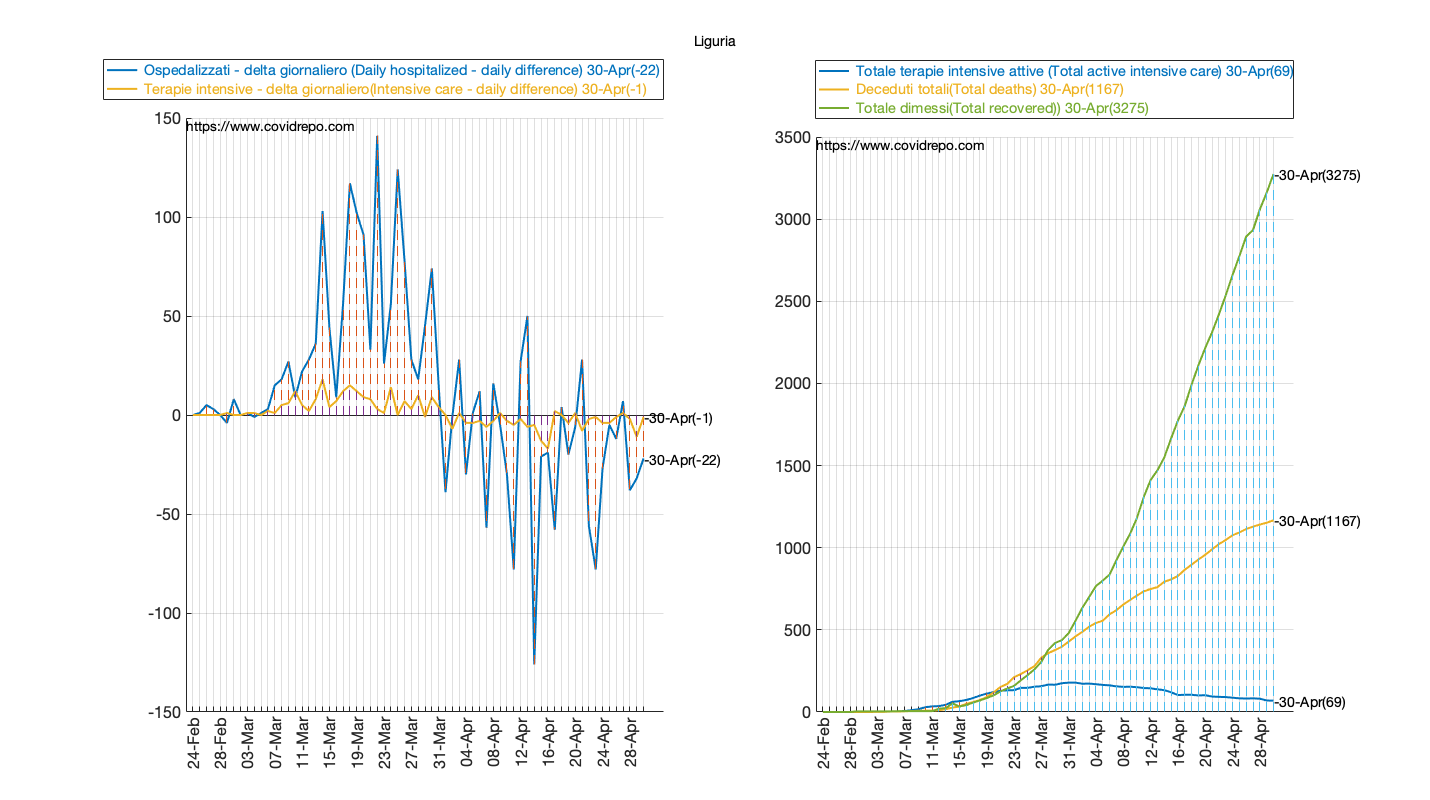 Liguria
Ospedalizzati - delta giornaliero (Daily hospitalized - daily difference) 30-Apr(-22)
Terapie intensive - delta giornaliero(Intensive care - daily difference) 30-Apr(-1)
https://www.covidrepo.com
150
100
50
0
-50
-100
-150
-30-Apr(-1)
-30-Apr(-22)
24-Feb
28-Feb
03-Mar
07-Mar
11-Mar
15-Mar
19-Mar
23-Mar
27-Mar
31-Mar
04-Apr
08-Apr
12-Apr
16-Apr
20-Apr
24-Apr
28-Apr
Totale terapie intensive attive (Total active intensive care) 30-Apr(69)
Deceduti totali(Total deaths) 30-Apr(1167)
Totale dimessi(Total recovered)) 30-Apr(3275)
https://www.covidrepo.com
3500
3000
2500
2000
1500
1000
500
0
-30-Apr(3275)
-30-Apr(1167)
-30-Apr(69)
24-Feb
28-Feb
03-Mar
07-Mar
11-Mar
15-Mar
19-Mar
23-Mar
27-Mar
31-Mar
04-Apr
08-Apr
12-Apr
16-Apr
20-Apr
24-Apr
28-Apr